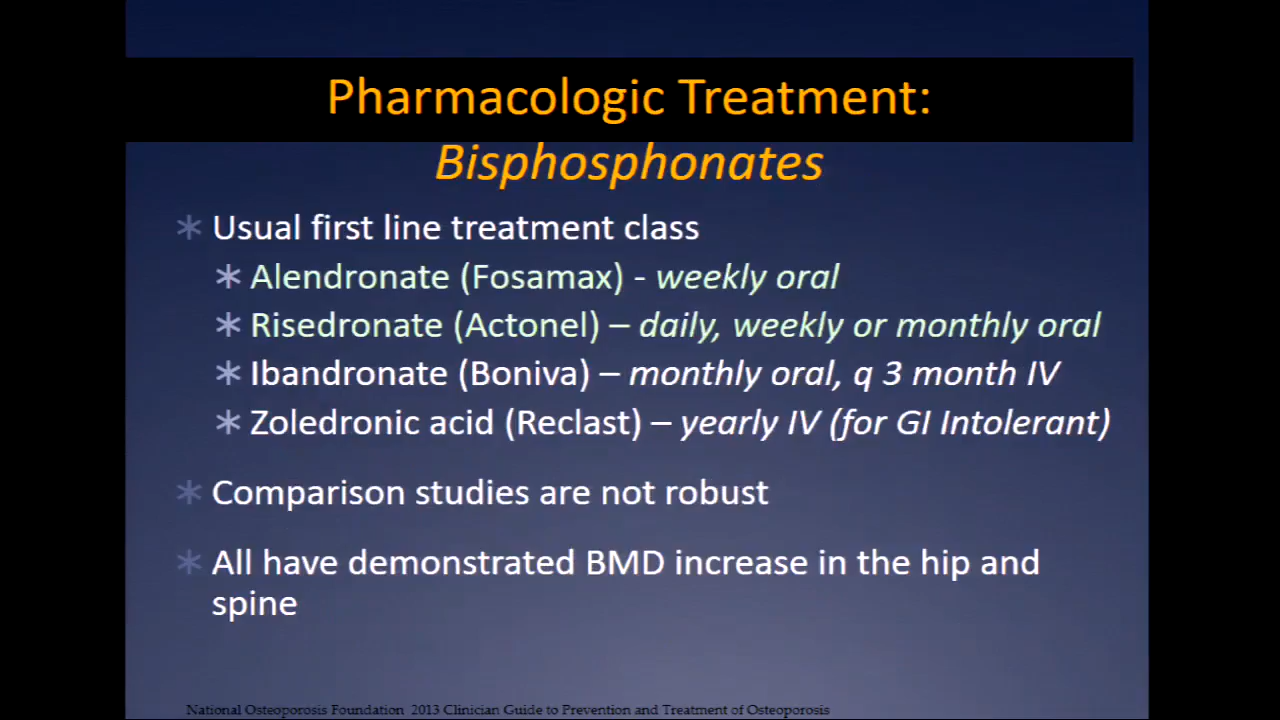 Pharmacologic Treatment:
Bisphosphonates
* Usual first line treatment class
* Alendronate (Fosamax) - weekly oral
* Risedronate (Actonel) – daily, weekly or monthly oral
* Ibandronate (Boniva) – monthly oral, q 3 month IV
* Zoledronic acid (Reclast) – yearly IV (for GI Intolerant)
* Comparison studies are not robust
* All have demonstrated BMD increase in the hip and
spine
National Osteoporosis Foundation 2013 Clinician Guide to Prevention and Treatment of Osteoporosis